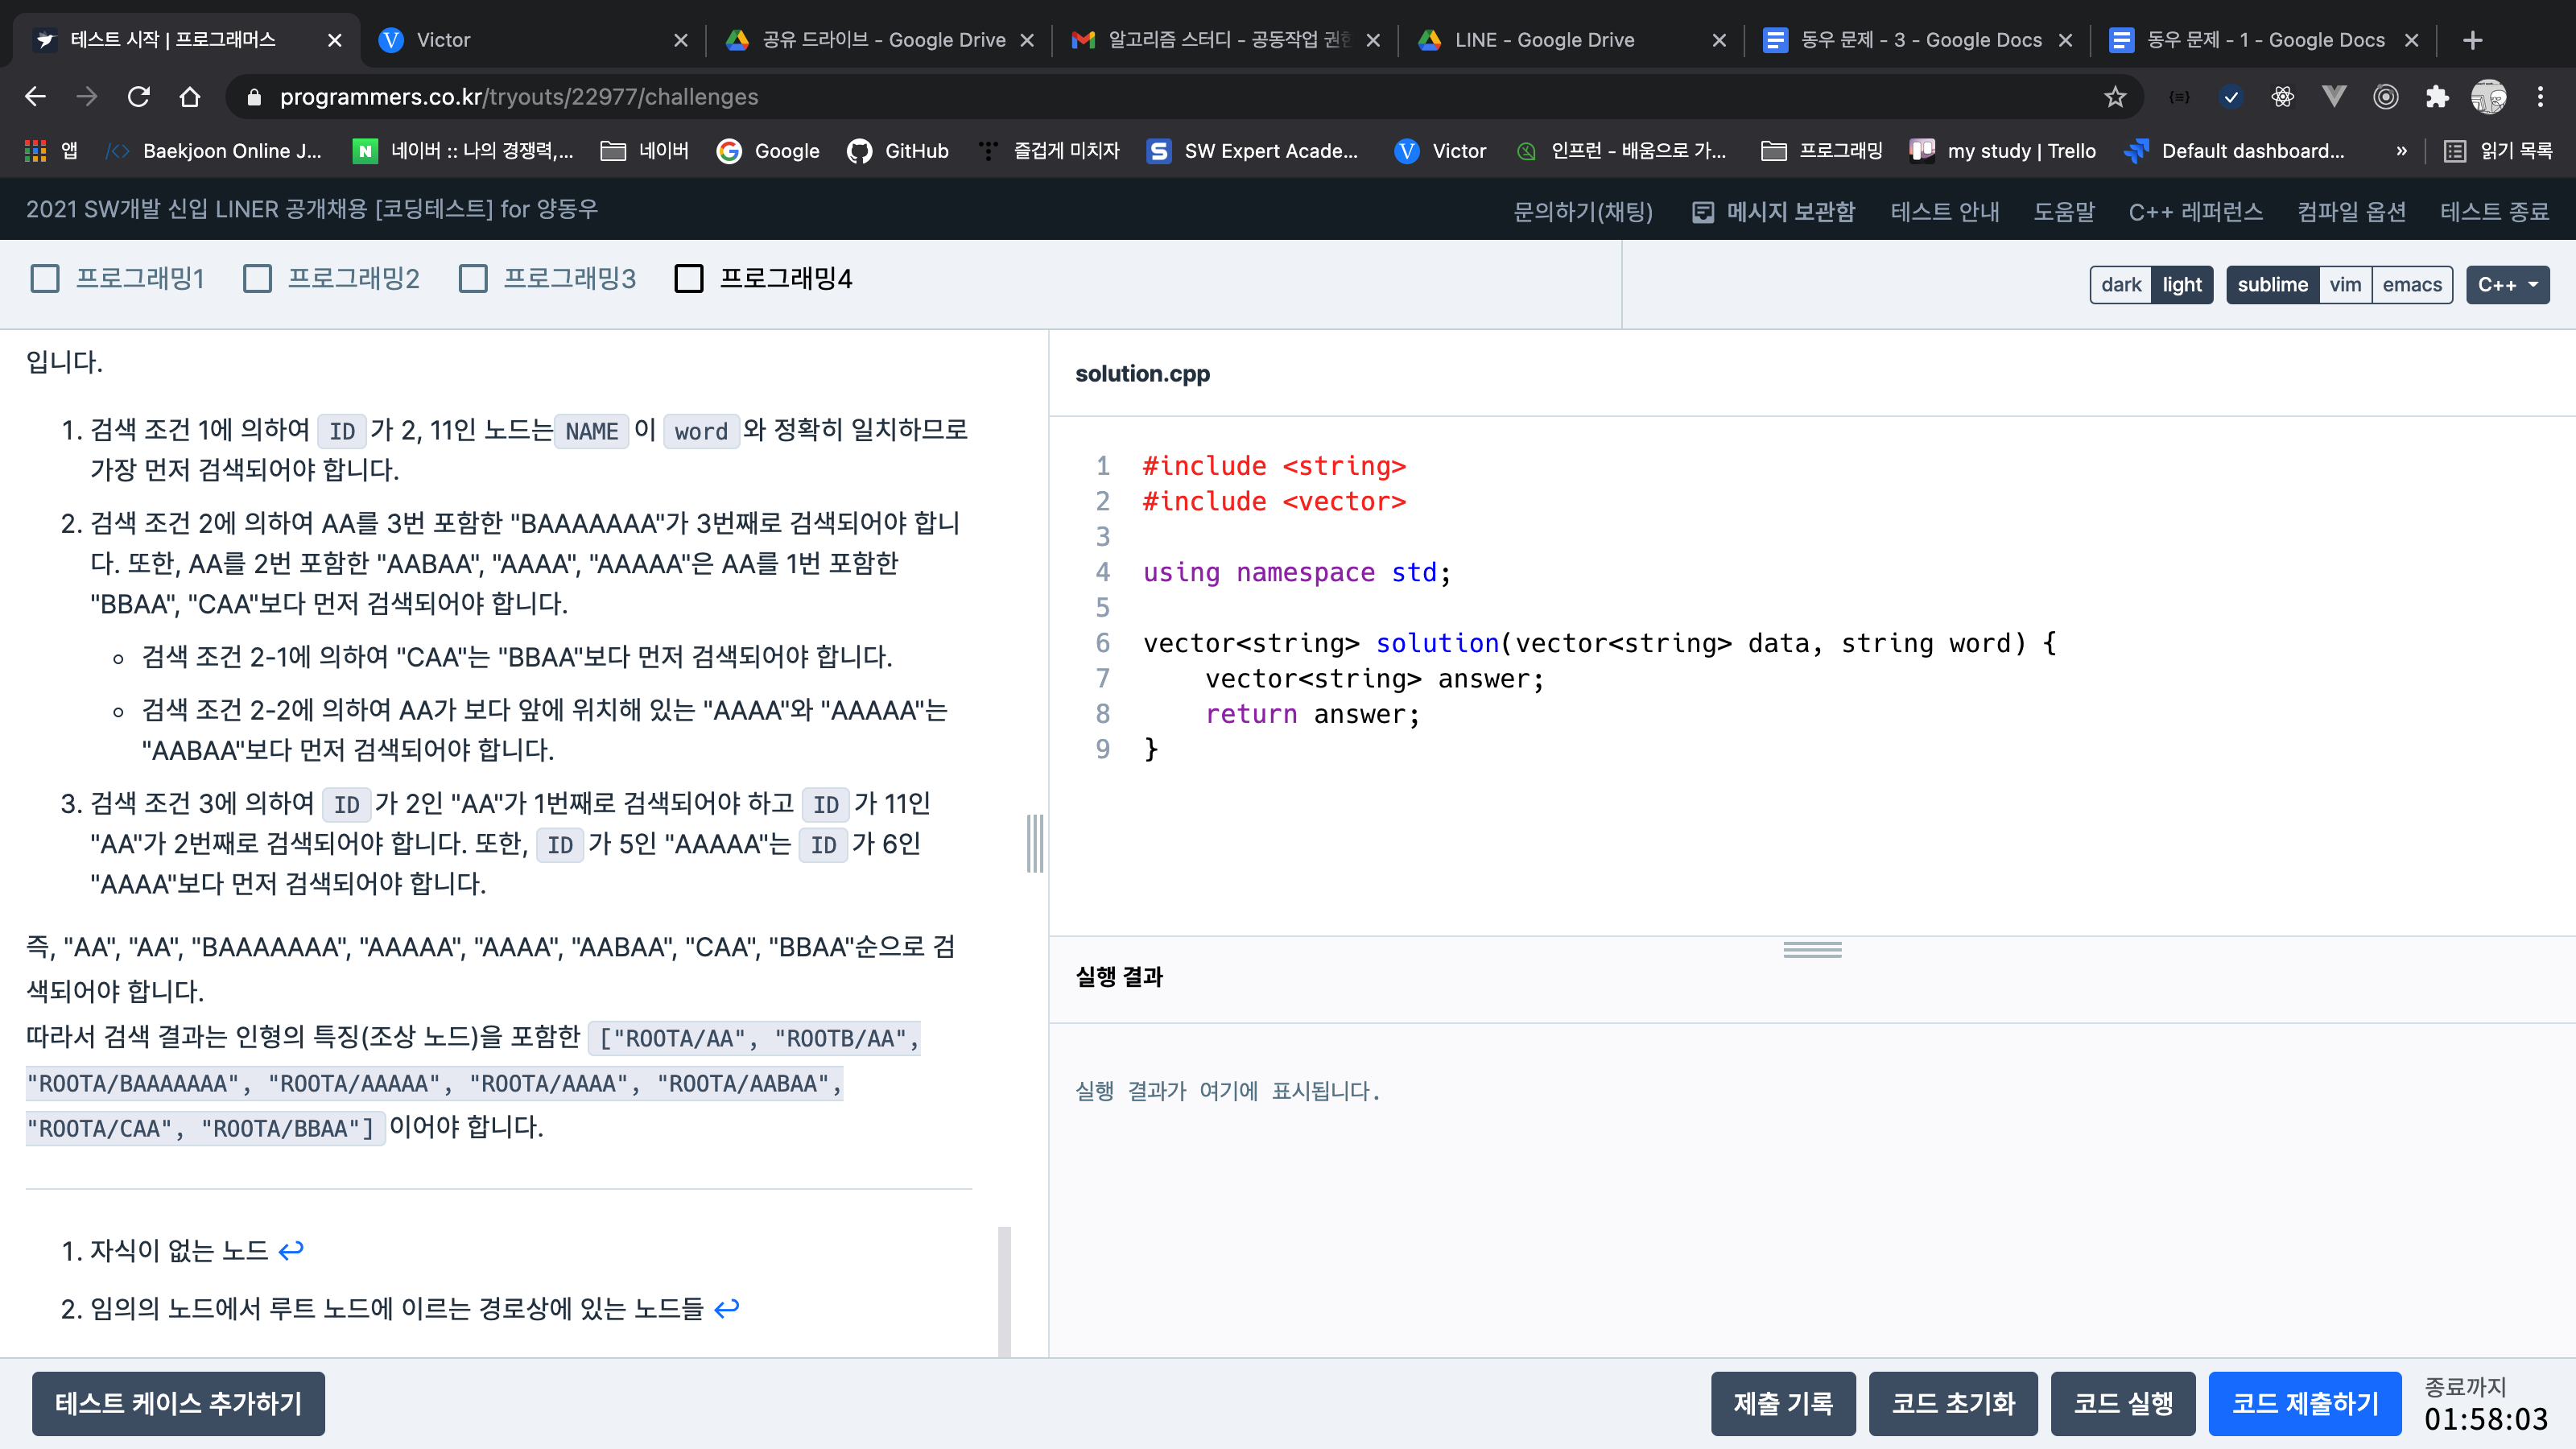 테스트 시작 | 프로그래머스
Victor
공유 드라이브 - Google Drive
알고리즘 스터디 - 공동작업 권한
LINE - Google Drive
동우 문제 - 3 - Google Docs
동우 문제 - 1 - Google Docs
programmers.co.kr/tryouts/22977/challenges
앱
Baekjoon Online J...
네이버 :: 나의 경쟁력,...
네이버
Google
GitHub
즐겁게 미치자
SW Expert Acade...
Victor
인프런 - 배움으로 가...
프로그래밍
my study | Trello
Default dashboard...
»
읽기 목록
2021 SW개발 신입 LINER 공개채용 [코딩테스트] for 양동우
문의하기(채팅)
메시지 보관함
테스트 안내
도움말
C++ 레퍼런스
컴파일 옵션
테스트 종료
프로그래밍1
프로그래밍2
프로그래밍3
프로그래밍4
dark light
sublime vim emacs
C++
입니다.
1. 검색 조건 1에 의하여 ID 가 2, 11인 노드는 NAME 이 word 와 정확히 일치하므로
가장 먼저 검색되어야 합니다.
2. 검색 조건 2에 의하여 AA를 3번 포함한 "BAAAAAAA"가 3번째로 검색되어야 합니
다. 또한, AA를 2번 포함한 "AABAA", "AAAA", "AAAAA"은 AA를 1번 포함한
"BBAA", "CAA"보다 먼저 검색되어야 합니다.
검색 조건 2-1에 의하여 "CAA"는 "BBAA"보다 먼저 검색되어야 합니다.
검색 조건 2-2에 의하여 AA가 보다 앞에 위치해 있는 "AAAA"와 "AAAAA"는
"AABAA"보다 먼저 검색되어야 합니다.
3. 검색 조건 3에 의하여 ID 가 2인 "AA"가 1번째로 검색되어야 하고 ID 가 11인
"AA"가 2번째로 검색되어야 합니다. 또한, ID 가 5인 "AAAAA"는 ID 가 6인
"AAAA"보다 먼저 검색되어야 합니다.
즉, "AA", "AA", "BAAAAAAA", "AAAAA", "AAAA", "AABAA", "CAA", "BBAA"순으로 검
색되어야 합니다.
따라서 검색 결과는 인형의 특징(조상 노드)을 포함한 ["ROOTA/AA", "ROOTB/AA",
"ROOTA/BAAAAAAA", "ROOTA/AAAAA", "ROOTA/AAAA", "ROOTA/AABAA",
"ROOTA/CAA", "ROOTA/BBAA"] 이어야 합니다.
1. 자식이 없는 노드 ↩
2. 임의의 노드에서 루트 노드에 이르는 경로상에 있는 노드들 ↩
solution.cpp
1 #include <string>
2 #include <vector>
3
4 using namespace std;
5
6 vector<string> solution(vector<string> data, string word) {
7     vector<string> answer;
8     return answer;
9 }
실행 결과
실행 결과가 여기에 표시됩니다.
테스트 케이스 추가하기
제출 기록
코드 초기화
코드 실행
코드 제출하기
종료까지
01:58:03